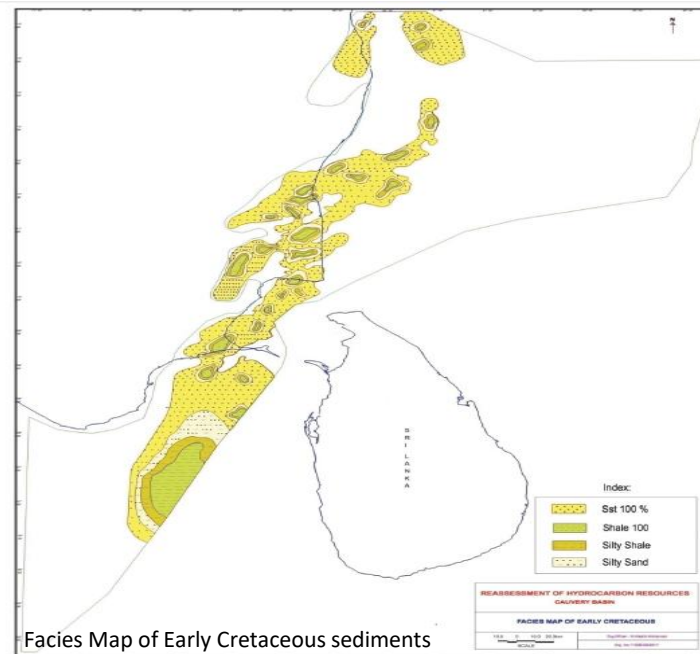 N
SRI LANKA
Index:
Sst 100 %
Shale 100
Silty Shale
Silty Sand
REASSESSMENT OF HYDROCARBON RESOURCES
CAUVERY BASIN
FACIES MAP OF EARLY CRETACEOUS
SCALE
Facies Map of Early Cretaceous sediments